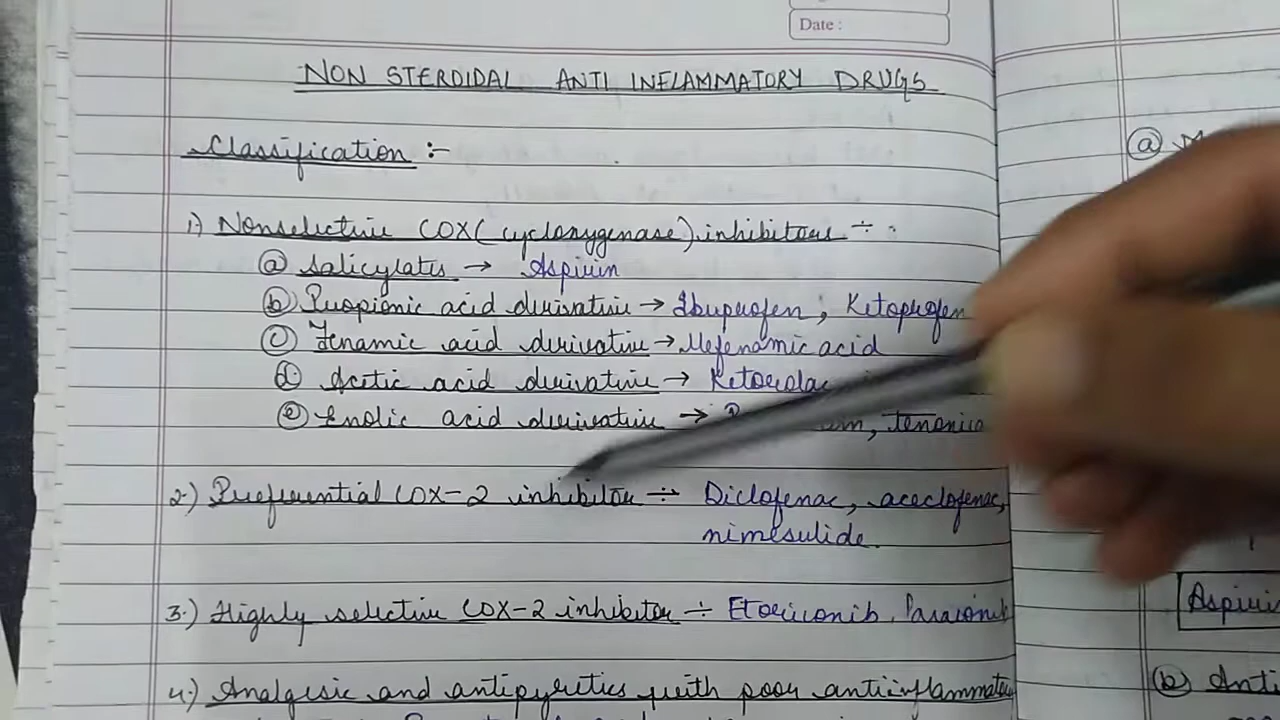 Date :
NON STEROIDAL ANTI INFLAMMATORY DRUGS
Classification :-
1.) Nonselective COX (cyclooxygenase) inhibitors ÷
(a) Salicylates → Aspirin
(b) Propionic acid derivative → Ibuprofen ; Ketoprofen
(c) Fenamic acid derivative → Mefenamic acid
(d) Acetic acid derivative → Ketorolac
(e) Enolic acid derivative →
2.) Preferential COX-2 inhibitor ÷ Diclofenac, aceclofenac,
nimesulide.
3.) Highly selective COX-2 inhibitor ÷ Etoricoxib, Parecoxib
4.) Analgesic and antipyretics with poor antiinflammatory
(a)
Aspirin
(b) Anti